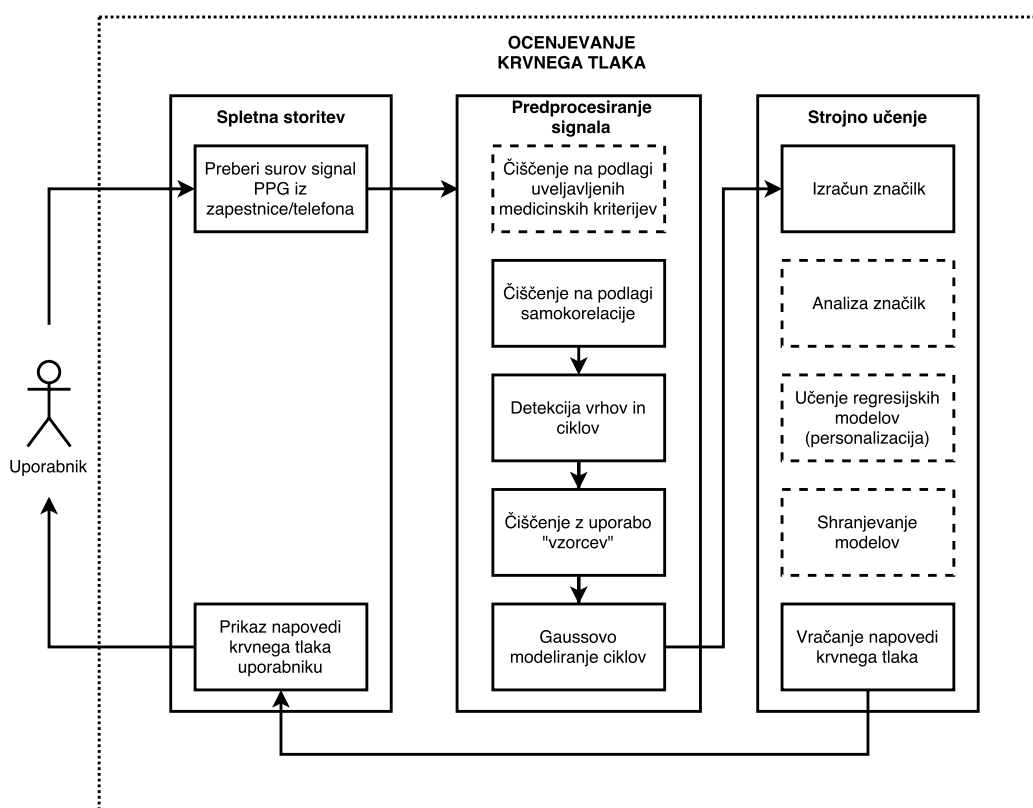 OCENJEVANJE
KRVNEGA TLAKA
Spletna storitev
Preberi surov signal
PPG iz
zapestnice/telefona
Prikaz napovedi
krvnega tlaka
uporabniku
Predprocesiranje
signala
Čiščenje na podlagi
uveljavljenih
medicinskih kriterijev
Čiščenje na podlagi
samokorelacije
Detekcija vrhov in
ciklov
Čiščenje z uporabo
"vzorcev"
Gaussovo
modeliranje ciklov
Strojno učenje
Izračun značilk
Analiza značilk
Učenje regresijskih
modelov
(personalizacija)
Shranjevanje
modelov
Vračanje napovedi
krvnega tlaka
Uporabnik